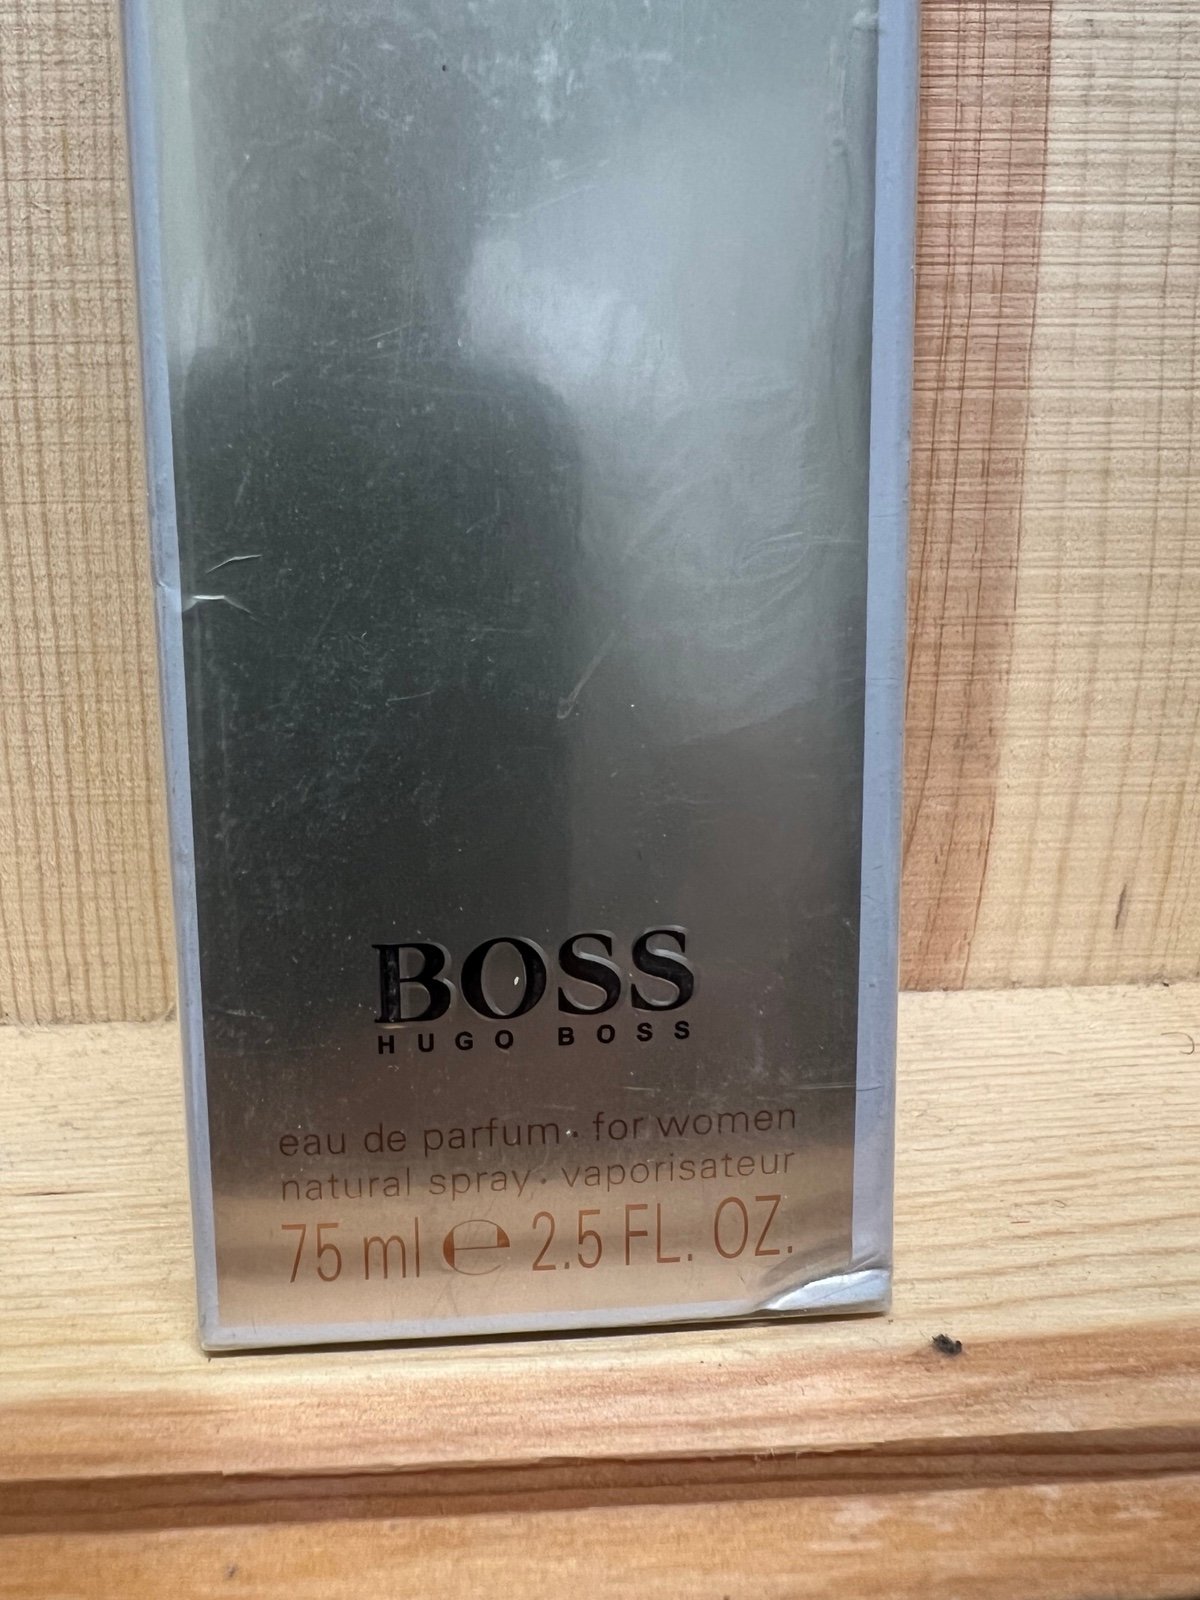 BOSS
HUGO BOSS
eau de parfum · for women
natural spray · vaporisateur
75 ml ℮ 2.5 FL. OZ.